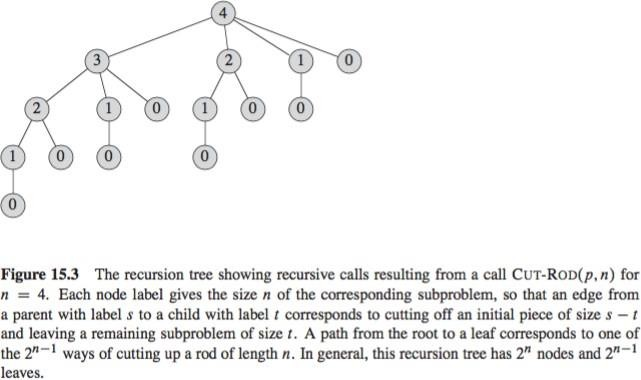 4
3 2 1 0
2 1 0 1 0 0
1 0 0 0
0
Figure 15.3 The recursion tree showing recursive calls resulting from a call CUT-ROD(p, n) for
n = 4. Each node label gives the size n of the corresponding subproblem, so that an edge from
a parent with label s to a child with label t corresponds to cutting off an initial piece of size s − t
and leaving a remaining subproblem of size t. A path from the root to a leaf corresponds to one of
the 2ⁿ⁻¹ ways of cutting up a rod of length n. In general, this recursion tree has 2ⁿ nodes and 2ⁿ⁻¹
leaves.